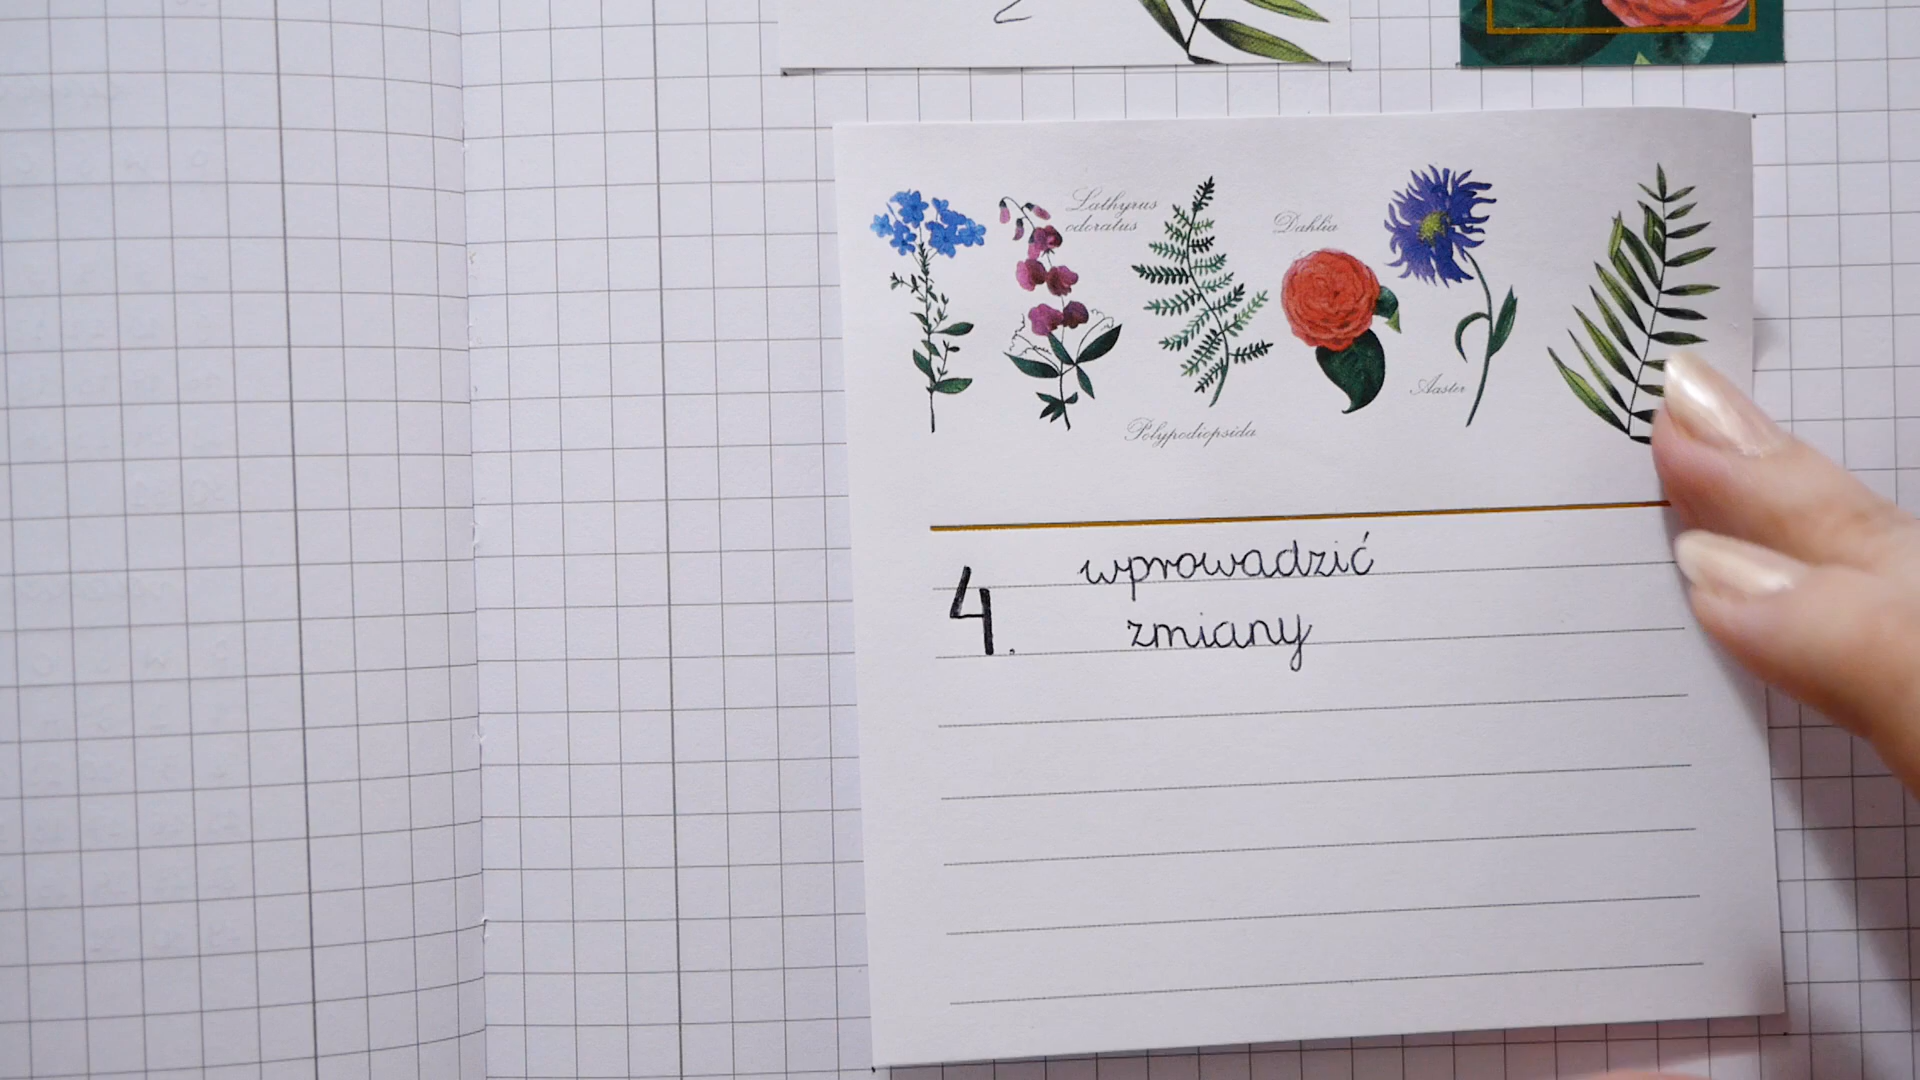 Lathyrus
odoratus
Dahlia
Aaster
Polypodiopsida
4. wprowadzić
zmiany